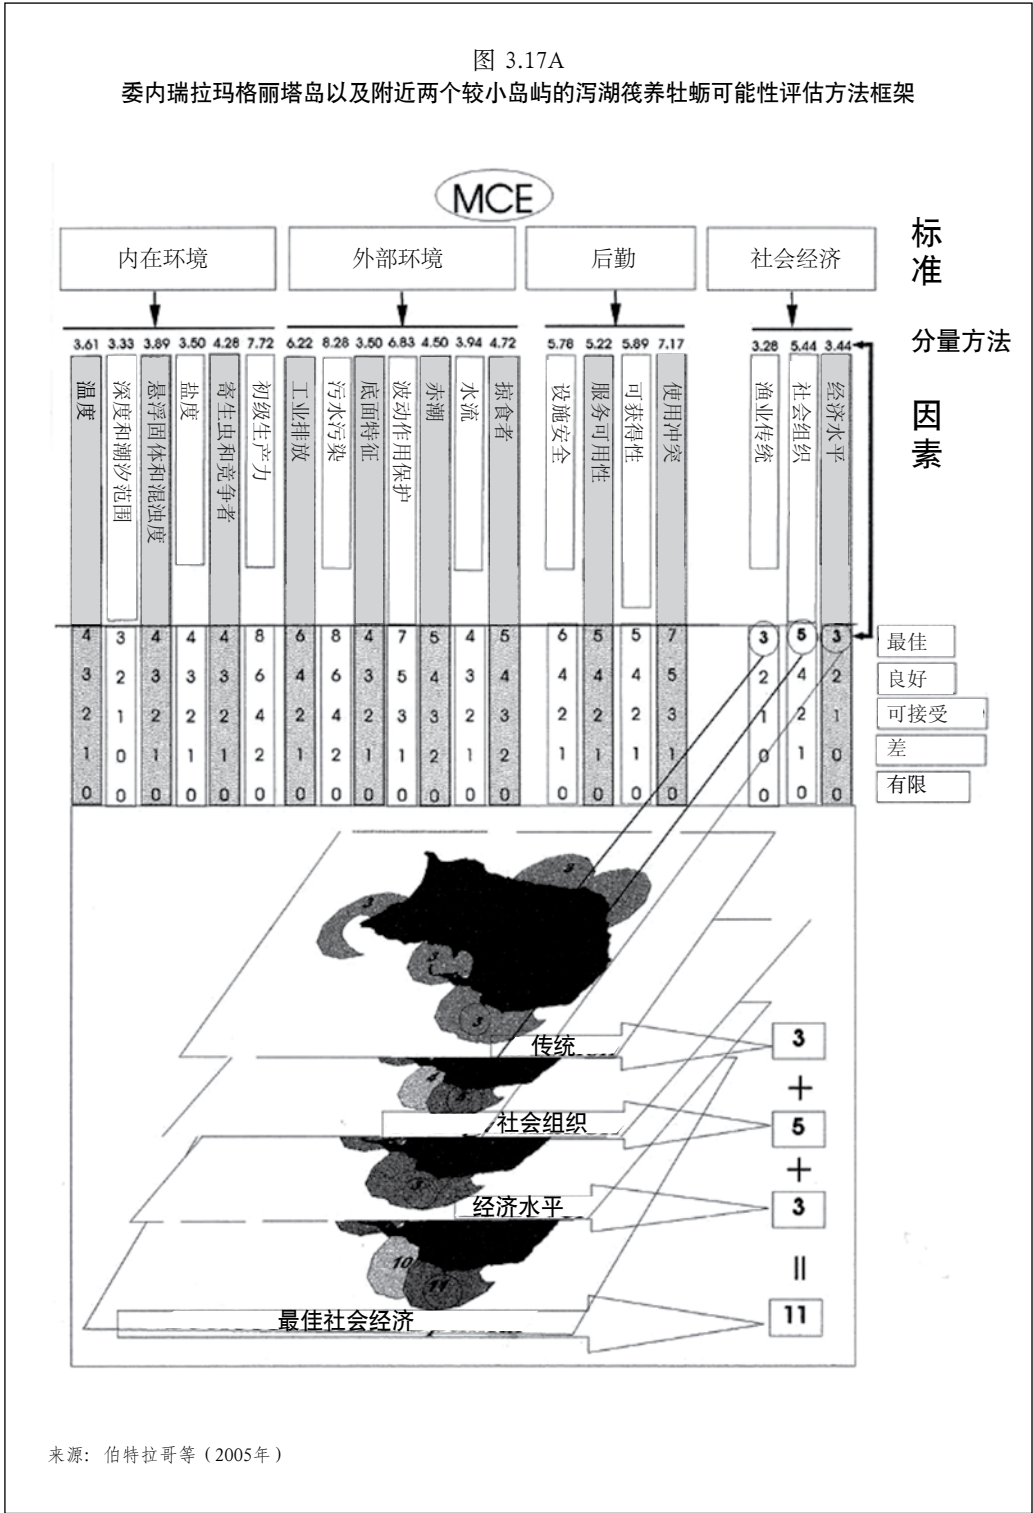 图 3.17A
委内瑞拉玛格丽塔岛以及附近两个较小岛屿的泻湖筏养牡蛎可能性评估方法框架
MCE
标准
内在环境 外部环境 后勤 社会经济
分量方法
3.61 3.33 3.89 3.50 4.28 7.72 6.22 8.28 3.50 6.83 4.50 3.94 4.72 5.78 5.22 5.89 7.17 3.28 5.44 3.44
因素
温度
深度和潮汐范围
悬浮固体和混浊度
盐度
寄生虫和竞争者
初级生产力
工业排放
污水污染
底面特征
波动作用保护
赤潮
水流
掠食者
设施安全
服务可用性
可获得性
使用冲突
渔业传统
社会组织
经济水平
4 3 4 4 4 8 6 8 4 7 5 4 5 6 5 5 7 3 5 3 最佳
3 2 3 3 3 6 4 6 3 5 4 3 4 4 4 4 5 2 4 2 良好
2 1 2 2 2 4 2 4 2 3 3 2 3 2 2 2 3 1 2 1 可接受
1 0 1 1 1 2 1 2 1 1 2 1 2 1 1 1 1 0 1 0 差
0 0 0 0 0 0 0 0 0 0 0 0 0 0 0 0 0 0 0 0 有限
3
3
3
3
传统 3
+
4
社会组织 5
+
经济水平 3
=
10
11
最佳社会经济 11
来源：伯特拉哥等（2005年）